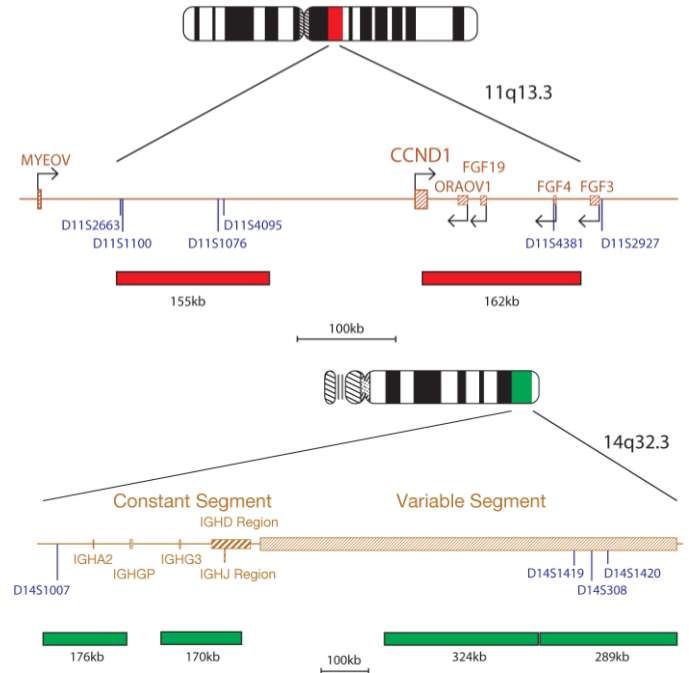 11q13.3
MYEOV
CCND1
FGF19
ORAOV1
FGF4
FGF3
D11S2663
D11S4095
D11S1100
D11S1076
D11S4381
D11S2927
155kb
162kb
100kb
14q32.3
Constant Segment
Variable Segment
IGHD Region
IGHA2
IGHG3
IGHGP
IGHJ Region
D14S1007
D14S1419
D14S1420
D14S308
176kb
170kb
324kb
289kb
100kb